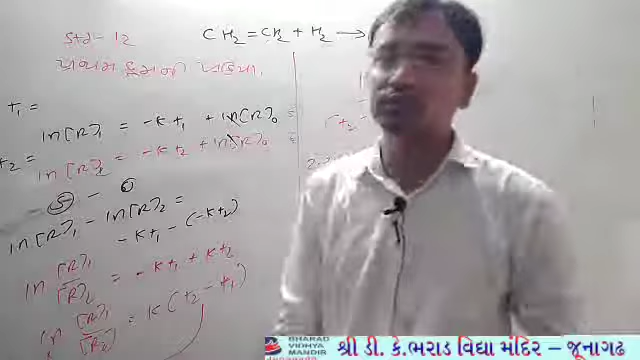 Std - 12
CH2 = CH2 + H2 →
પ્રથમ ક્રમની પ્રક્રિયા
t1 =
ln[R]1 = -Kt1 + ln[R]0
t2 =
ln[R]2 = -Kt2 + ln[R]0
ln[R]1 - ln[R]2 =
-Kt1 - (-Kt2)
ln [R]1/[R]2 = -Kt1 + Kt2
ln [R]1/[R]2 = K(t2 - t1)
BHARAD
VIDHYA
MANDIR
શ્રી ડી. કે.ભરાડ વિદ્યા મંદિર – જૂનાગઢ